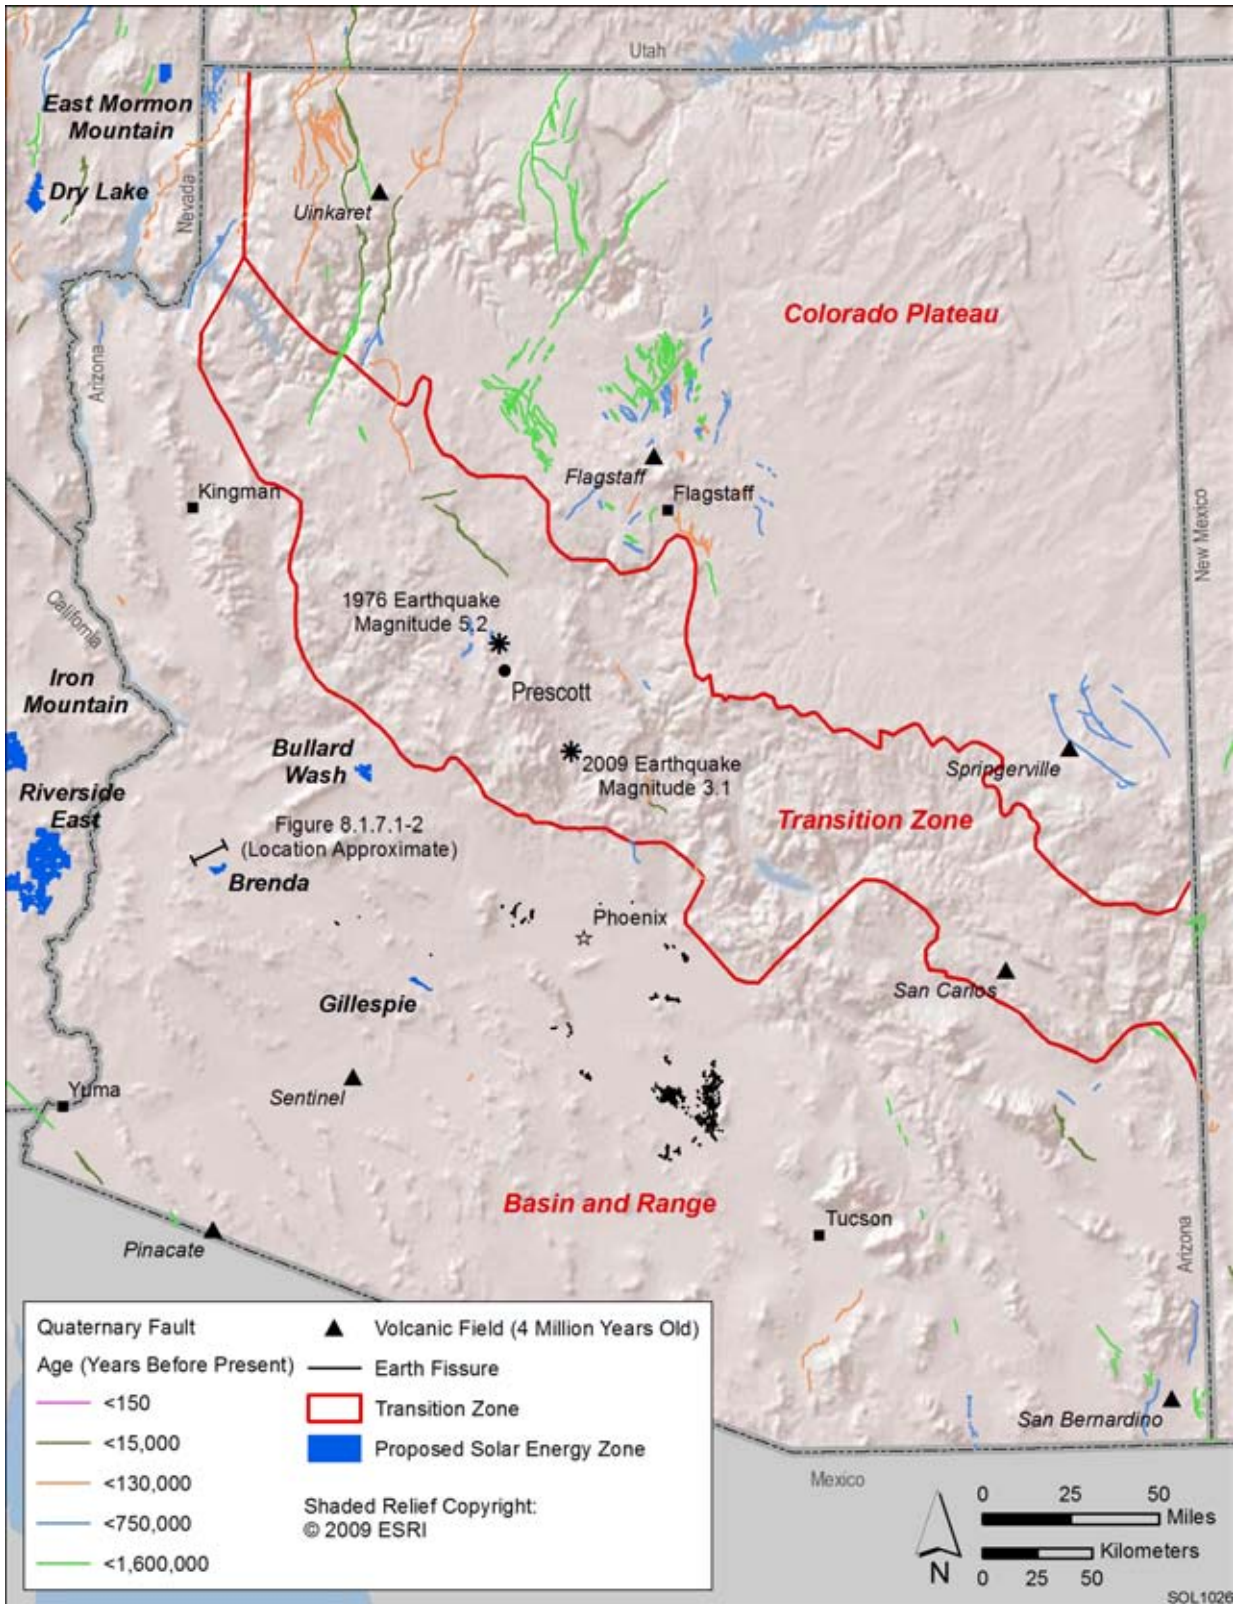 Utah
East Mormon
Mountain
Dry Lake
Nevada
Uinkaret
Colorado Plateau
Arizona
Flagstaff
Flagstaff
Kingman
New Mexico
1976 Earthquake
Magnitude 5.2
California
Prescott
Iron
Mountain
Bullard
Wash
2009 Earthquake
Magnitude 3.1
Springerville
Riverside
East
Transition Zone
Figure 8.1.7.1-2
(Location Approximate)
Brenda
Phoenix
San Carlos
Gillespie
Sentinel
Yuma
Basin and Range
Tucson
Arizona
Pinacate
San Bernardino
Mexico
Quaternary Fault
Age (Years Before Present)
<150
<15,000
<130,000
<750,000
<1,600,000
Volcanic Field (4 Million Years Old)
Earth Fissure
Transition Zone
Proposed Solar Energy Zone
Shaded Relief Copyright:
© 2009 ESRI
N
0 25 50
Miles
Kilometers
0 25 50
SOL1026